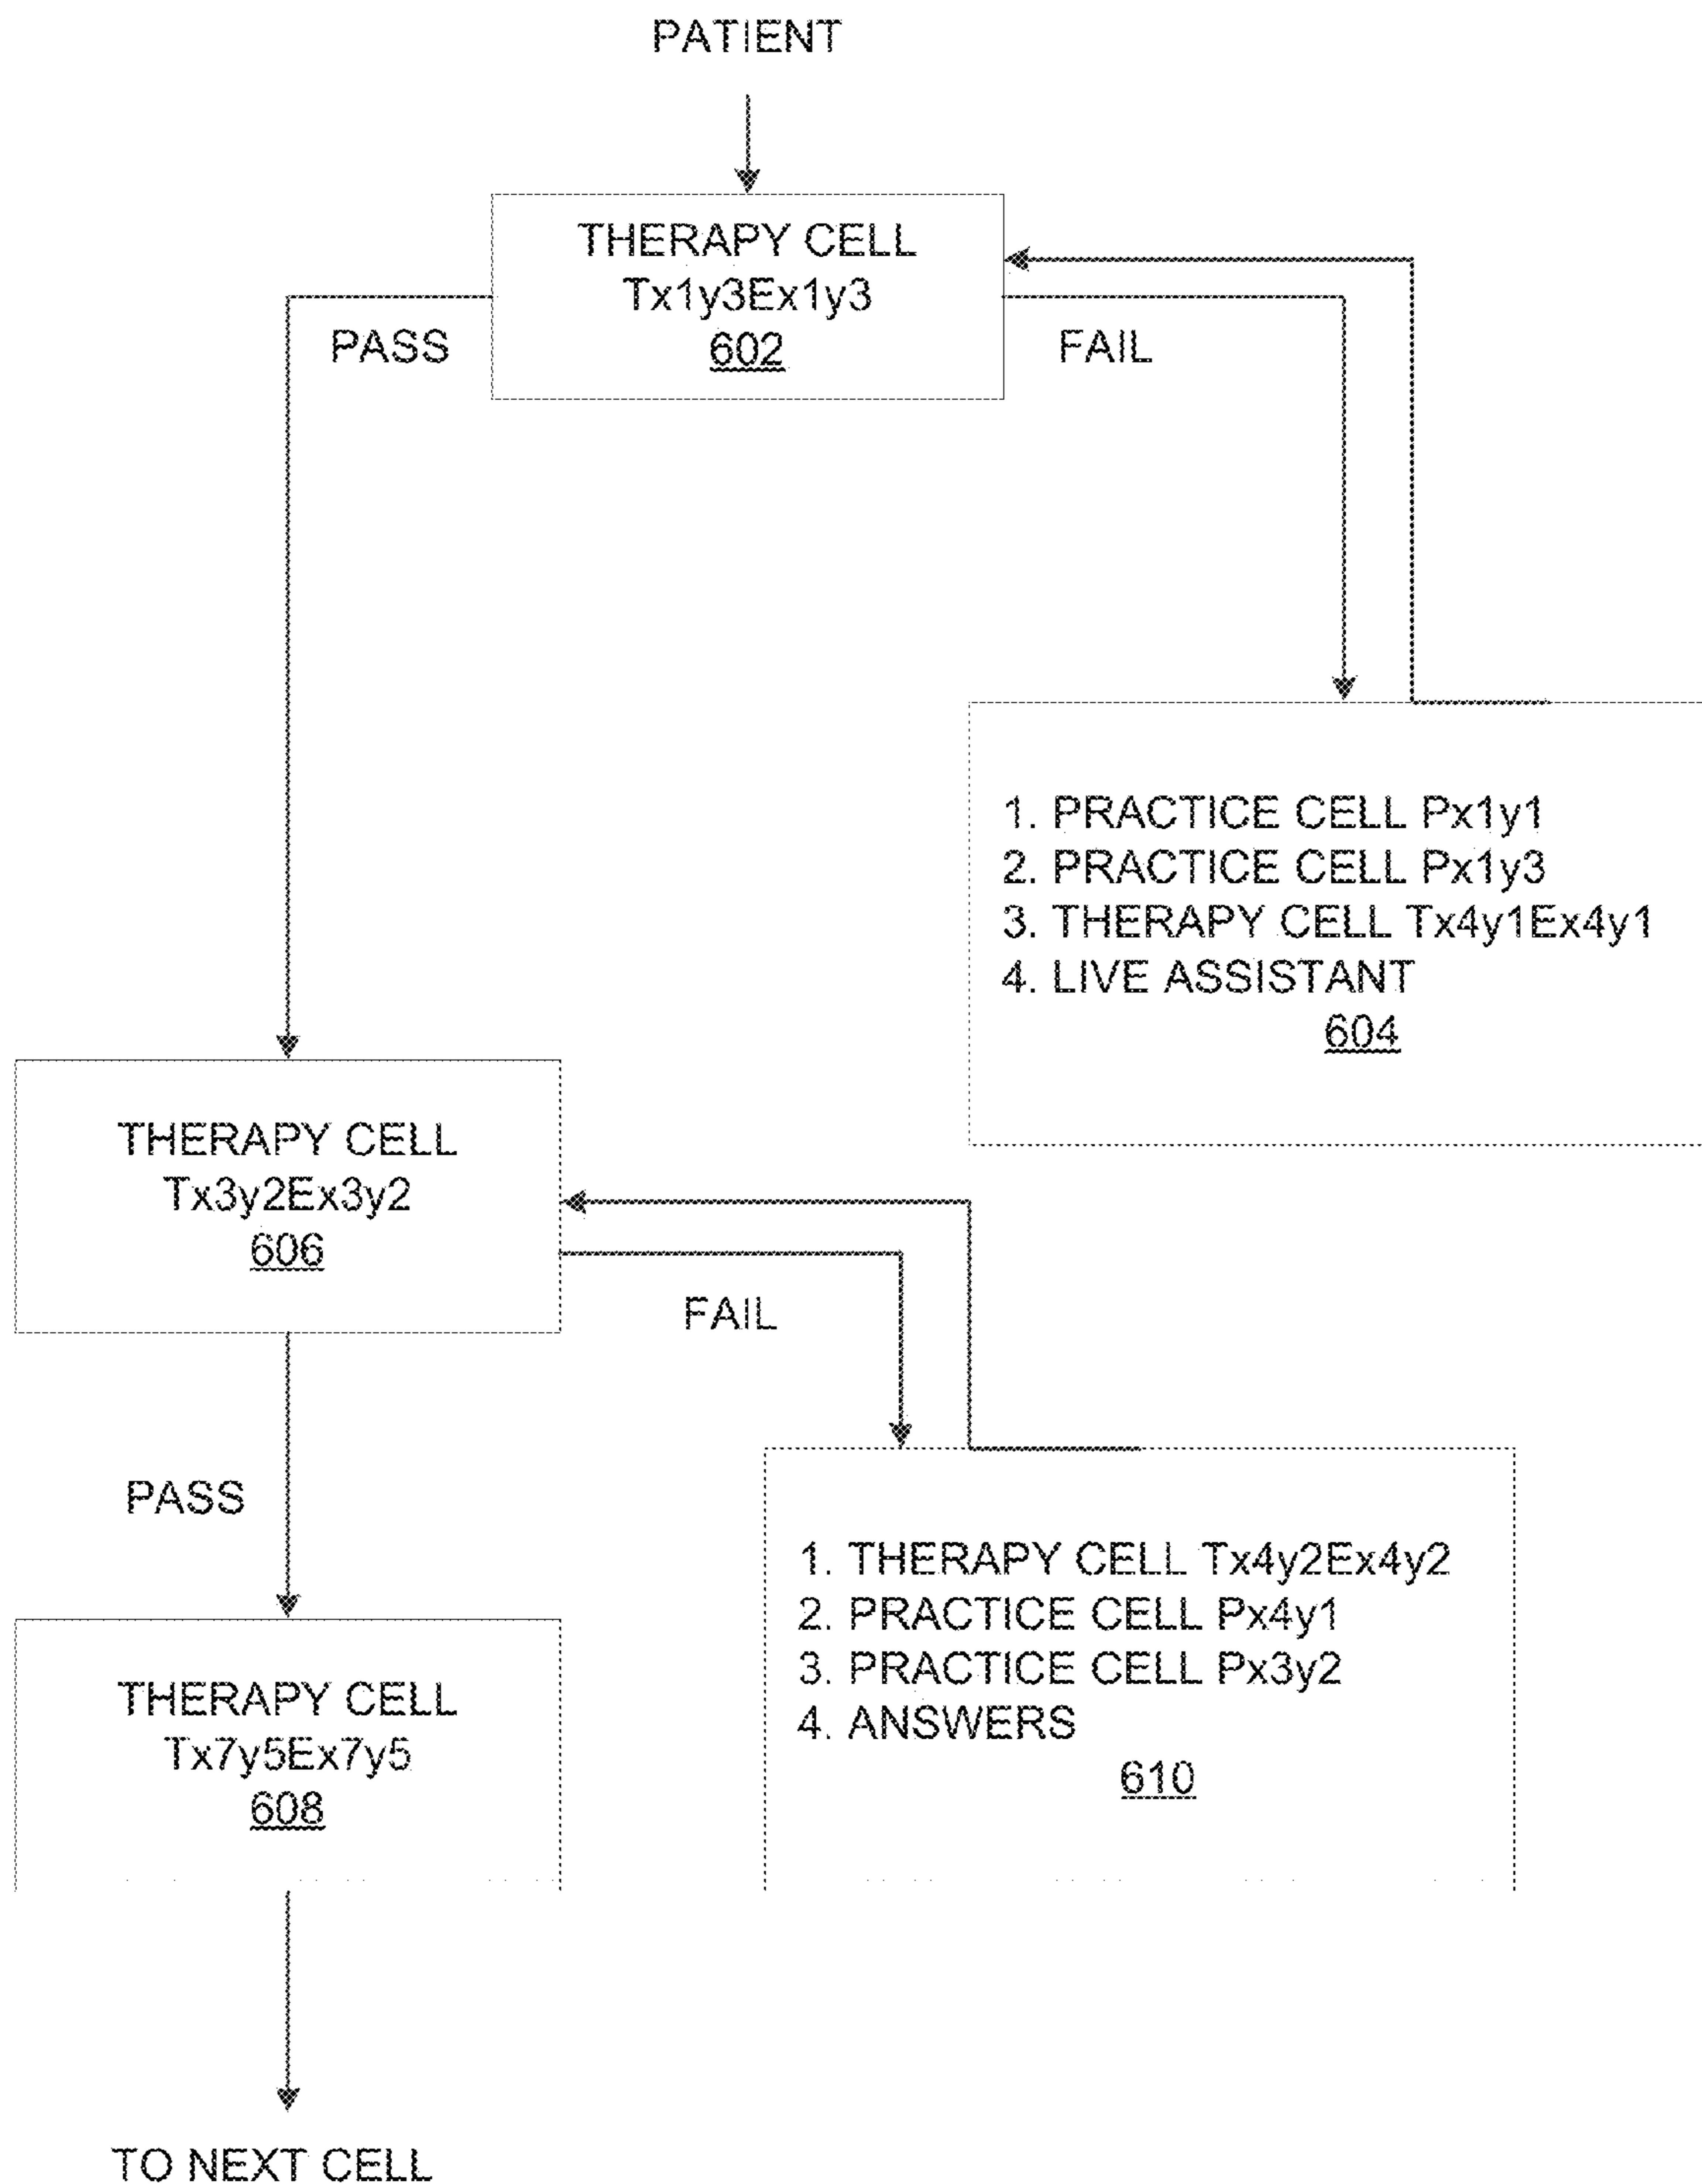 PATIENT
THERAPY CELL
Tx1y3Ex1y3
602
PASS
FAIL
1. PRACTICE CELL Px1y1
2. PRACTICE CELL Px1y3
3. THERAPY CELL Tx4y1Ex4y1
4. LIVE ASSISTANT
604
THERAPY CELL
Tx3y2Ex3y2
606
FAIL
PASS
1. THERAPY CELL Tx4y2Ex4y2
2. PRACTICE CELL Px4y1
3. PRACTICE CELL Px3y2
4. ANSWERS
610
THERAPY CELL
Tx7y5Ex7y5
608
TO NEXT CELL